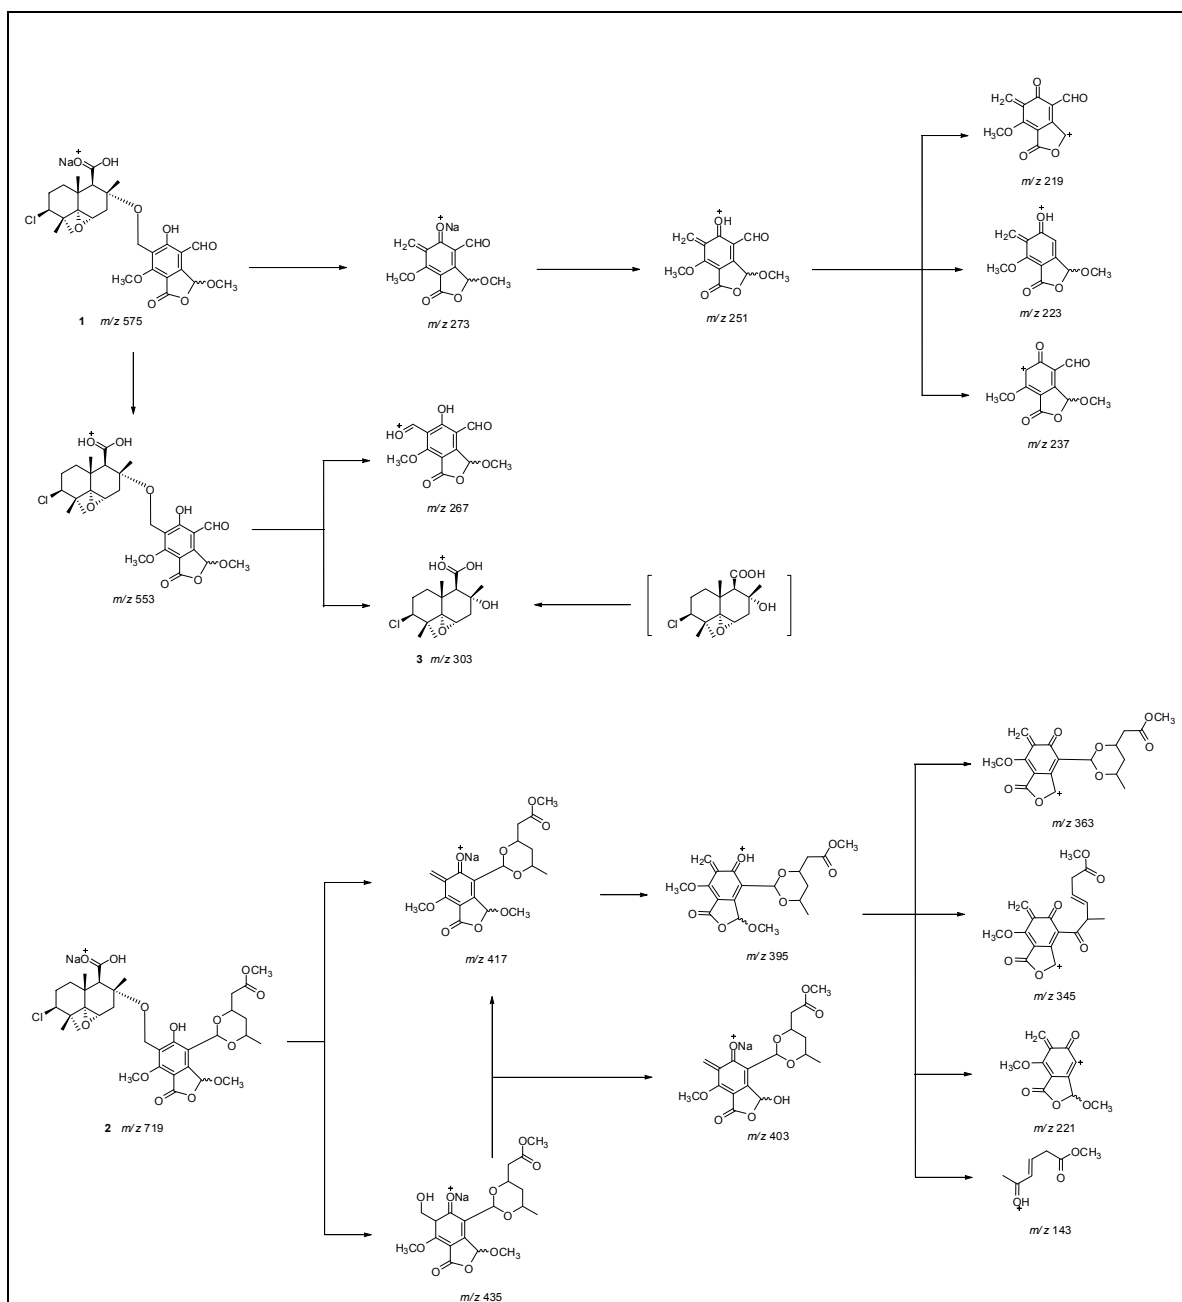 O
H₂C
CHO
H₃CO
+
O
O
m/z 219
+
NaO
OH
Cl
O
O
OH
CHO
H₃CO
OCH₃
O
O
1 m/z 575
+
ONa
H₂C
CHO
H₃CO
OCH₃
O
O
m/z 273
+
OH
H₂C
CHO
H₃CO
OCH₃
O
O
m/z 251
+
OH
H₂C
H₃CO
OCH₃
O
O
m/z 223
O
+
CHO
H₃CO
OCH₃
O
O
m/z 237
+
HO
OH
Cl
O
O
OH
CHO
H₃CO
OCH₃
O
O
m/z 553
OH
+
HO
CHO
H₃CO
OCH₃
O
O
m/z 267
+
HO
OH
OH
Cl
O
3 m/z 303
COOH
OH
Cl
O
H₂C
O
O
O
OCH₃
O
H₃CO
+
O
O
m/z 363
OCH₃
O
+
ONa
O
O
H₃CO
OCH₃
O
O
m/z 417
+
OH
H₂C
O
O
OCH₃
O
H₃CO
O
O
OCH₃
m/z 395
H₃CO
O
H₂C
O
H₃CO
O
O
O
+
m/z 345
+
NaO
OH
Cl
O
O
OH
O
O
OCH₃
O
H₃CO
OCH₃
O
O
2 m/z 719
OCH₃
O
+
ONa
O
O
H₃CO
OH
O
O
m/z 403
H₂C
O
+
H₃CO
O
O
OCH₃
m/z 221
OCH₃
O
OH
+
ONa
O
O
H₃CO
OCH₃
O
O
m/z 435
OCH₃
O
OH
+
m/z 143